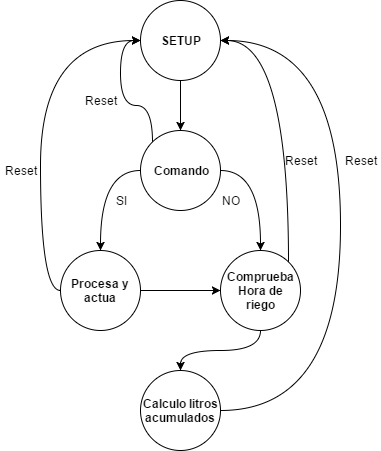 SETUP
Reset
Comando
Reset
Reset
Reset
SI
NO
Procesa y
actua
Comprueba
Hora de
riego
Calculo litros
acumulados